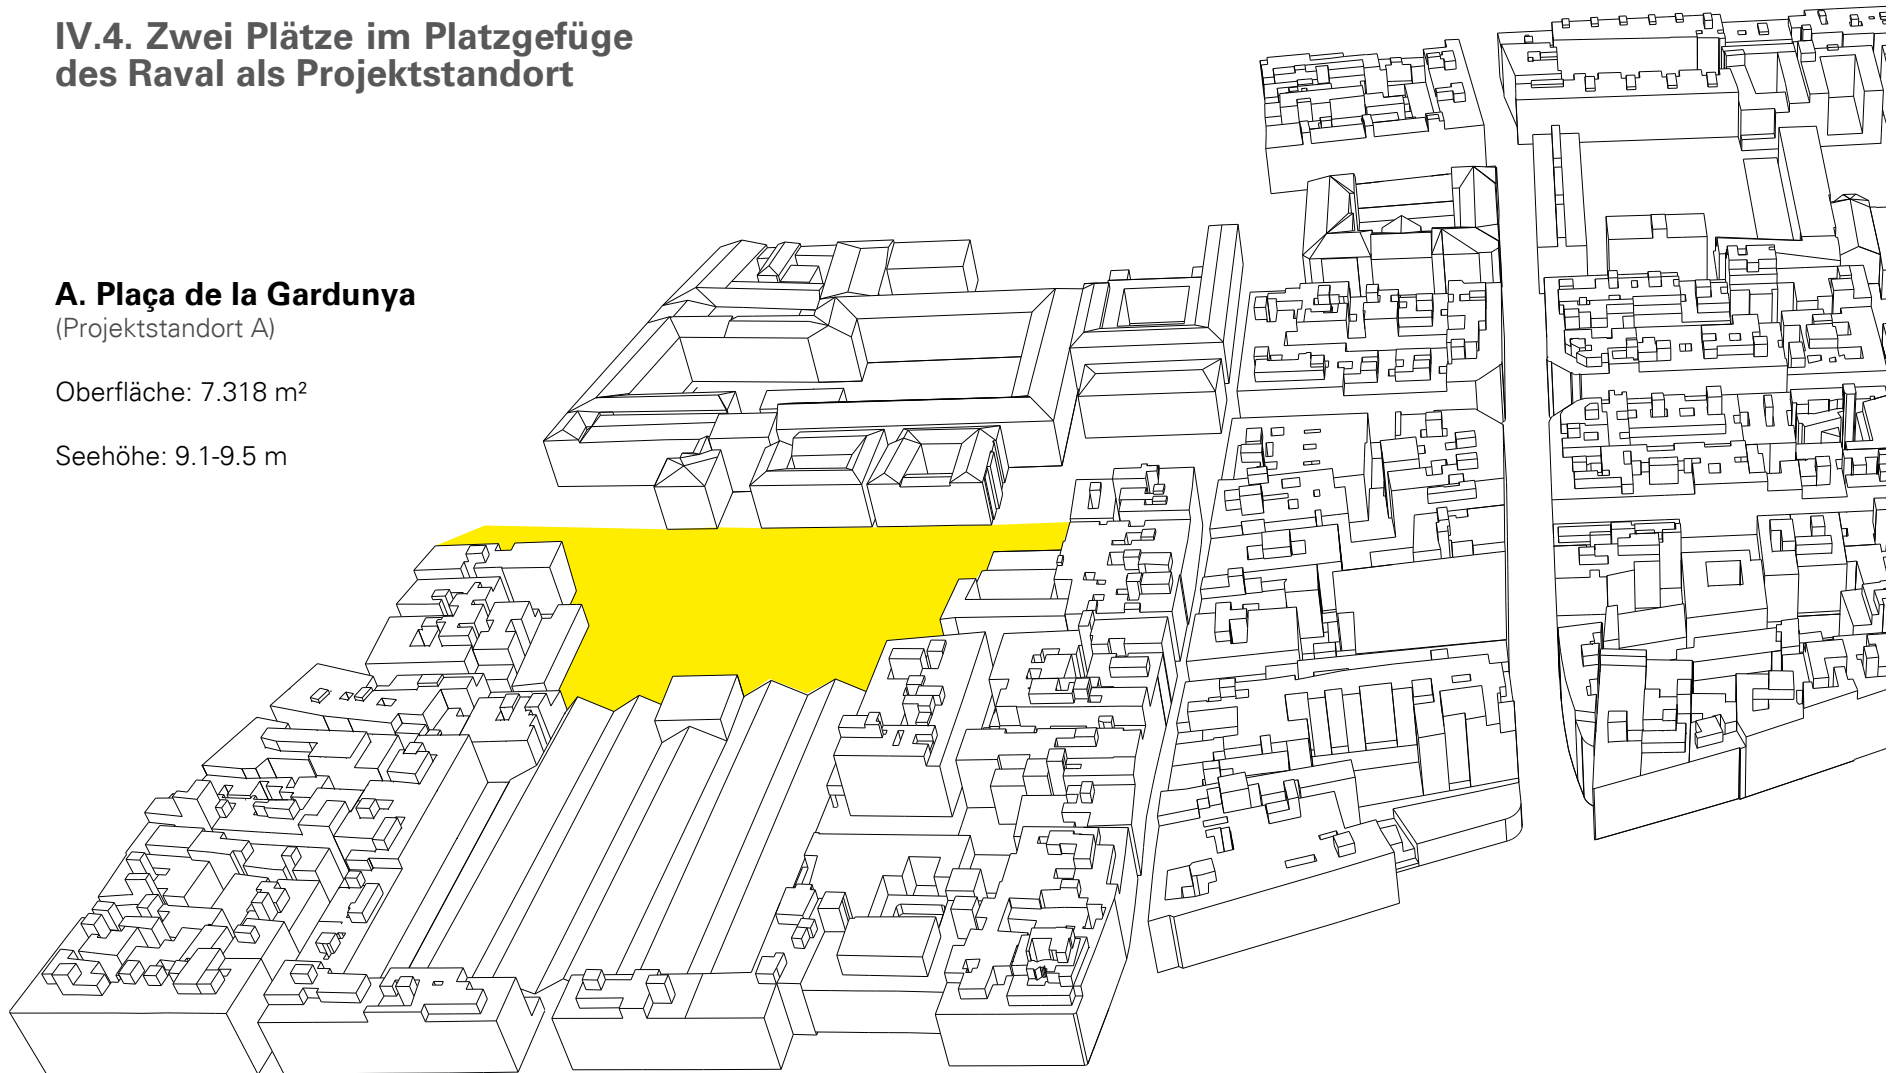 IV.4. Zwei Plätze im Platzgefüge
des Raval als Projektstandort
A. Plaça de la Gardunya
(Projektstandort A)
Oberfläche: 7.318 m²
Seehöhe: 9.1-9.5 m